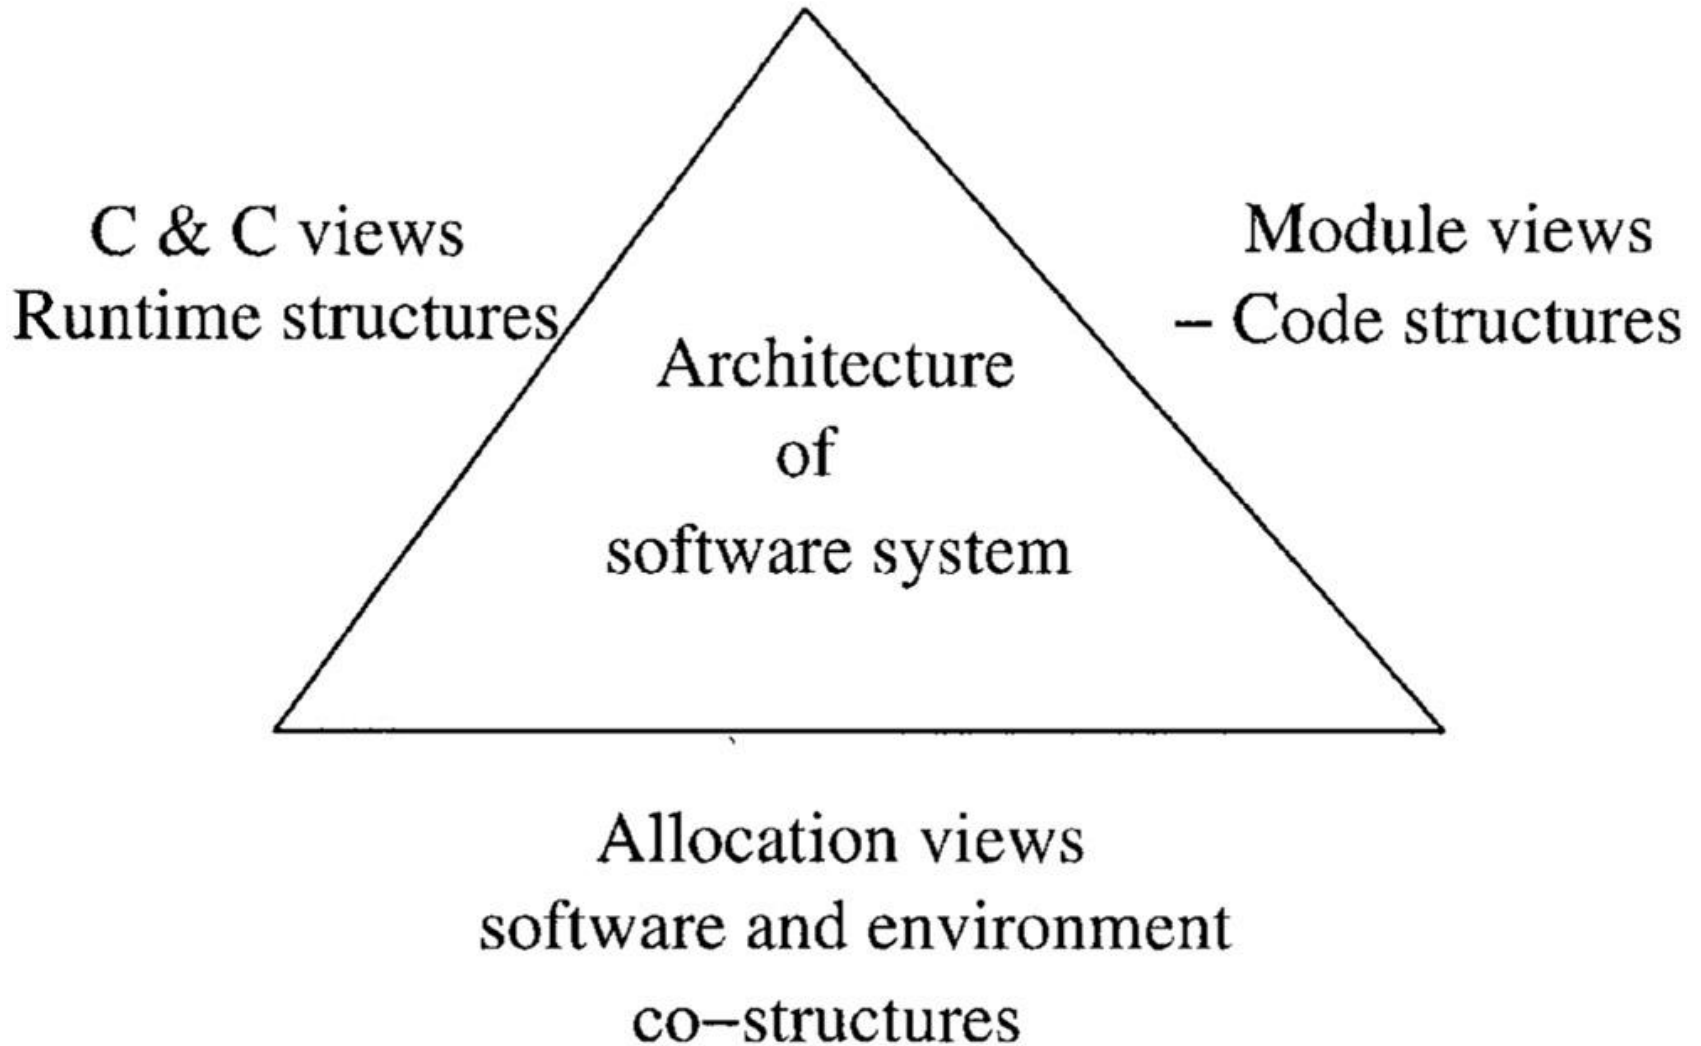 C & C views
Runtime structures
Module views
– Code structures
Architecture
of
software system
Allocation views
software and environment
co–structures